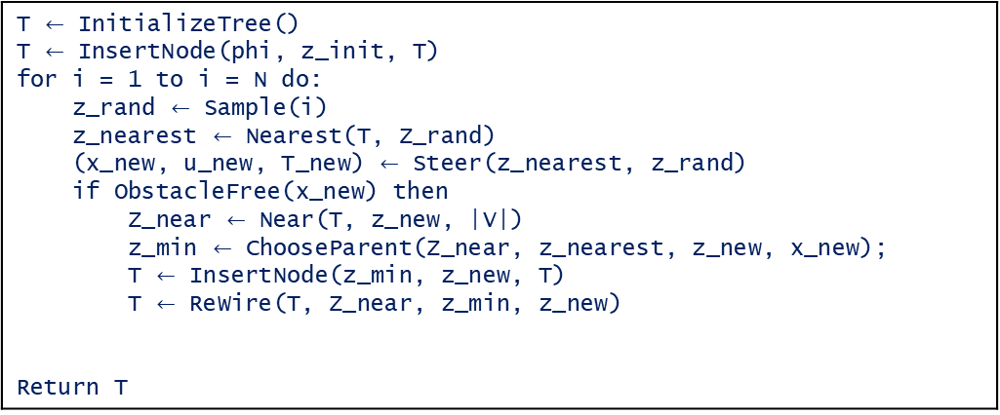 T ← InitializeTree()
T ← InsertNode(phi, z_init, T)
for i = 1 to i = N do:
z_rand ← Sample(i)
z_nearest ← Nearest(T, Z_rand)
(x_new, u_new, T_new) ← Steer(z_nearest, z_rand)
if ObstacleFree(x_new) then
Z_near ← Near(T, z_new, |V|)
z_min ← ChooseParent(Z_near, z_nearest, z_new, x_new);
T ← InsertNode(z_min, z_new, T)
T ← ReWire(T, Z_near, z_min, z_new)
Return T